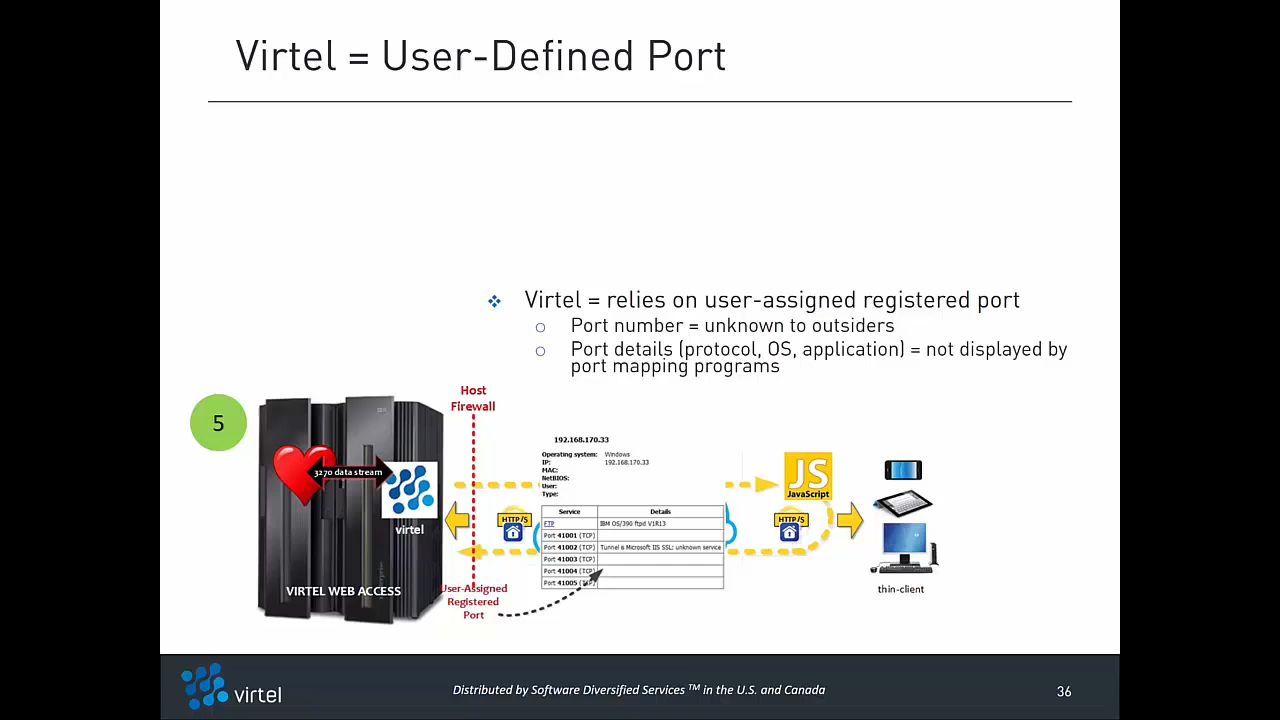 Virtel = User-Defined Port
❖ Virtel = relies on user-assigned registered port
o Port number = unknown to outsiders
o Port details (protocol, OS, application) = not displayed by
port mapping programs
Host
Firewall
5
3270 data stream
virtel
VIRTEL WEB ACCESS
User-Assigned
Registered
Port
HTTP/S
192.168.170.33
Operating system: Windows
IP: 192.168.170.33
MAC:
NetBIOS:
User:
Type:
Service Details
FTP IBM OS/390 ftpd V1R13
Port 41001 (TCP)
Port 41002 (TCP) Tunnel is Microsoft IIS SSL: unknown service
Port 41003 (TCP)
Port 41004 (TCP)
Port 41005 (TCP)
JS
JavaScript
HTTP/S
thin-client
virtel
Distributed by Software Diversified Services TM in the U.S. and Canada
36